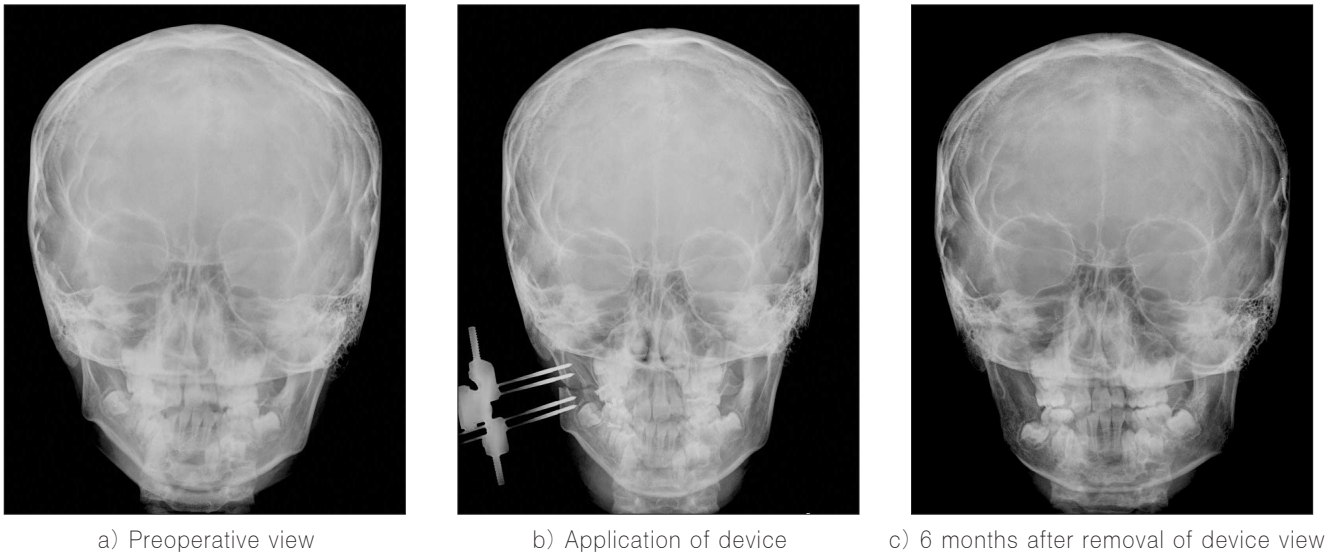 a) Preoperative view
b) Application of device
c) 6 months after removal of device view